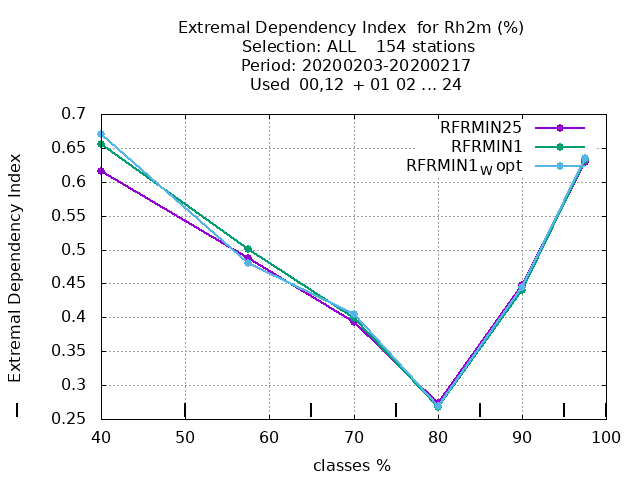 Extremal Dependency Index  for Rh2m (%)
Selection: ALL    154 stations
Period: 20200203-20200217
Used  00,12  + 01 02 ... 24
RFRMIN25
RFRMIN1
RFRMIN1W opt
Extremal Dependency Index
0.7
0.65
0.6
0.55
0.5
0.45
0.4
0.35
0.3
0.25
40 50 60 70 80 90 100
classes %